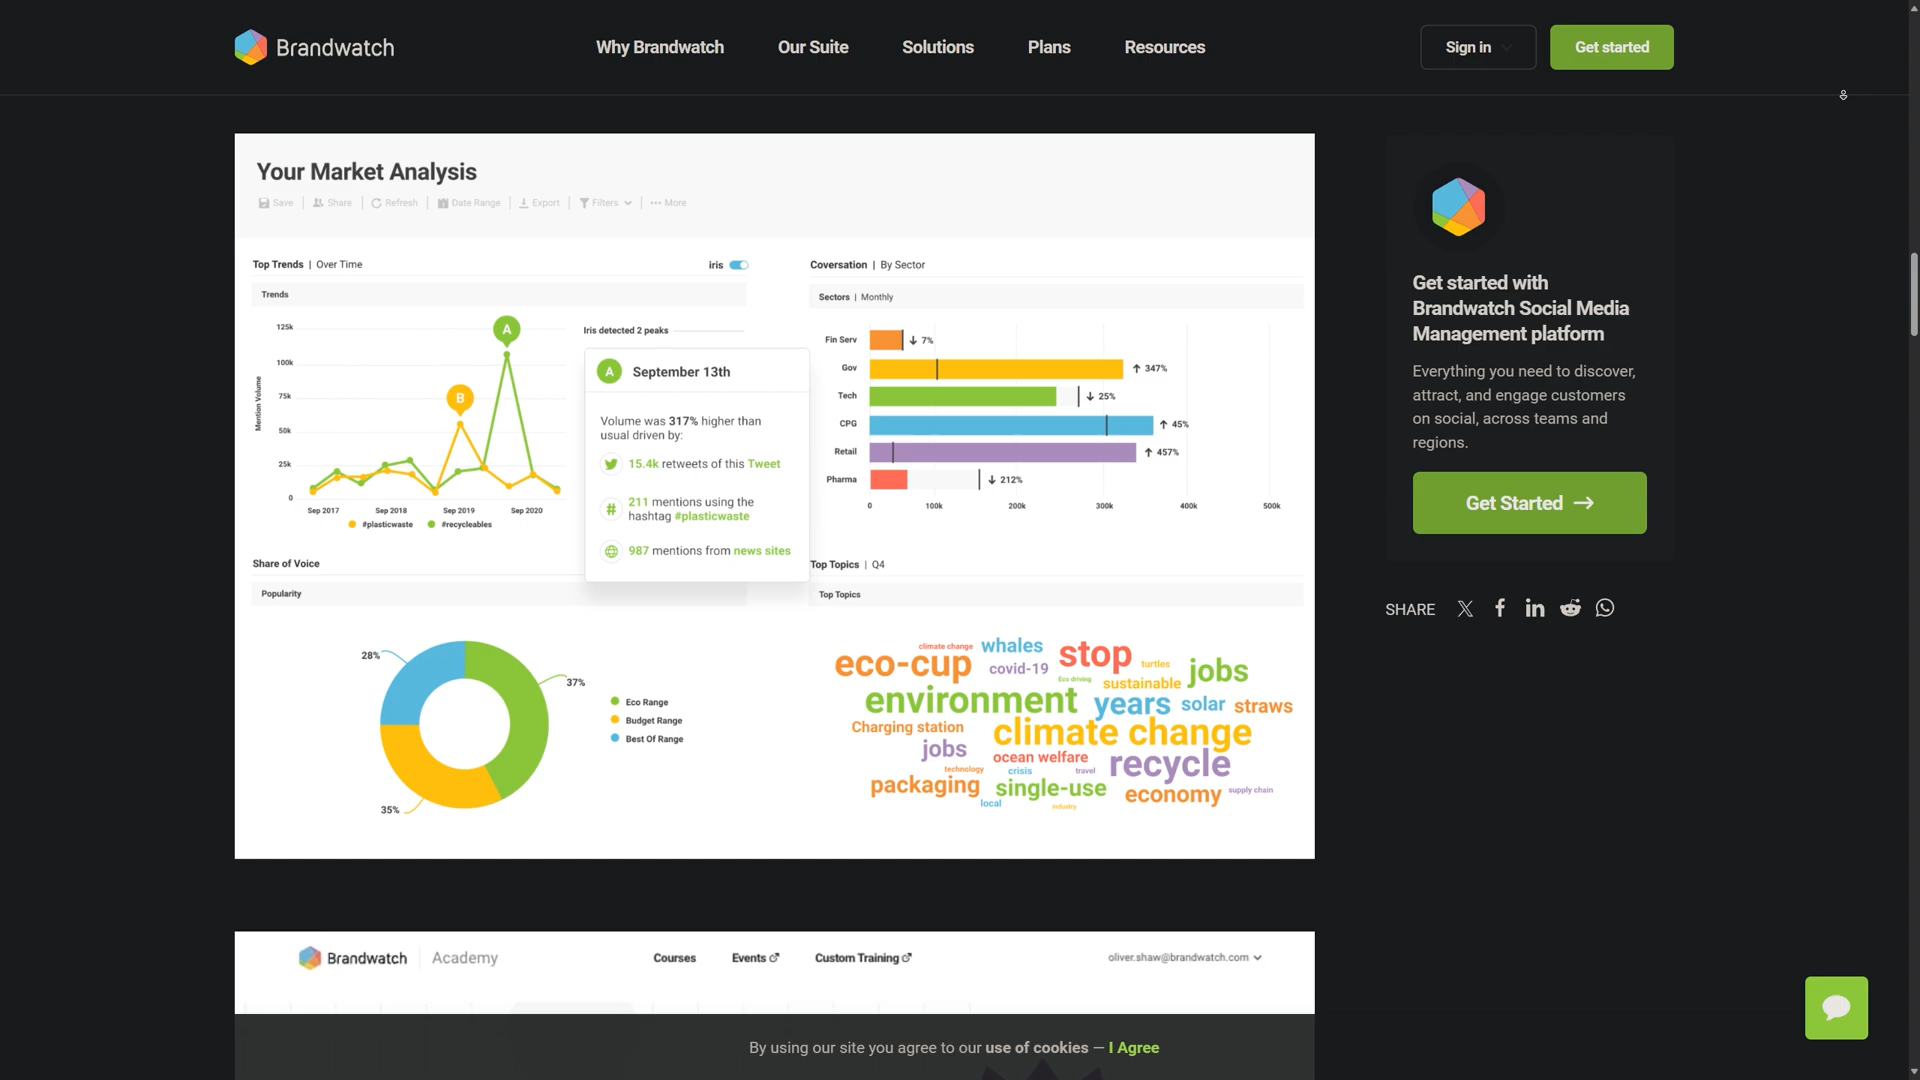 Brandwatch
Why Brandwatch
Our Suite
Solutions
Plans
Resources
Sign in
Get started
Your Market Analysis
Save
Share
Refresh
Date Range
Export
Filters
More
Top Trends | Over Time
iris
Trends
125k
100k
75k
50k
25k
0
Mention Volume
A
B
Sep 2017
Sep 2018
Sep 2019
Sep 2020
#plasticwaste
#recycleables
Iris detected 2 peaks
A
September 13th
Volume was 317% higher than
usual driven by:
15.4k retweets of this Tweet
211 mentions using the
hashtag #plasticwaste
987 mentions from news sites
Coversation | By Sector
Sectors | Monthly
Fin Serv
7%
Gov
347%
Tech
25%
CPG
45%
Retail
457%
Pharma
212%
0
100k
200k
300k
400k
500k
Share of Voice
Popularity
28%
37%
35%
Eco Range
Budget Range
Best Of Range
Top Topics | Q4
Top Topics
climate change
whales
stop
eco-cup
covid-19
turtles
jobs
Eco driving
sustainable
environment
years
solar
straws
Charging station
climate change
jobs
ocean welfare
recycle
technology
crisis
travel
packaging
single-use
economy
supply chain
local
industry
Get started with
Brandwatch Social Media
Management platform
Everything you need to discover,
attract, and engage customers
on social, across teams and
regions.
Get Started →
SHARE
Brandwatch
Academy
Courses
Events
Custom Training
oliver.shaw@brandwatch.com
By using our site you agree to our use of cookies — I Agree